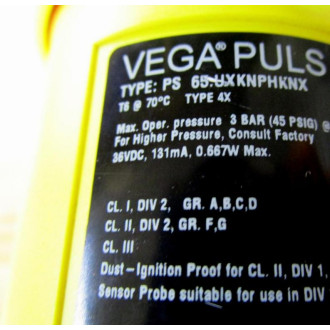 VEGA® PULS
TYPE: PS 65.UXKNPHKNX
T6 @ 70°C TYPE 4X
Max. Oper. pressure 3 BAR (45 PSIG) @
For Higher Pressure, Consult Factory
36VDC, 131mA, 0.667W Max.
CL. I, DIV 2, GR. A,B,C,D
CL. II, DIV 2, GR. F,G
CL. III
Dust-Ignition Proof for CL. II, DIV 1,
Sensor Probe suitable for use in DIV